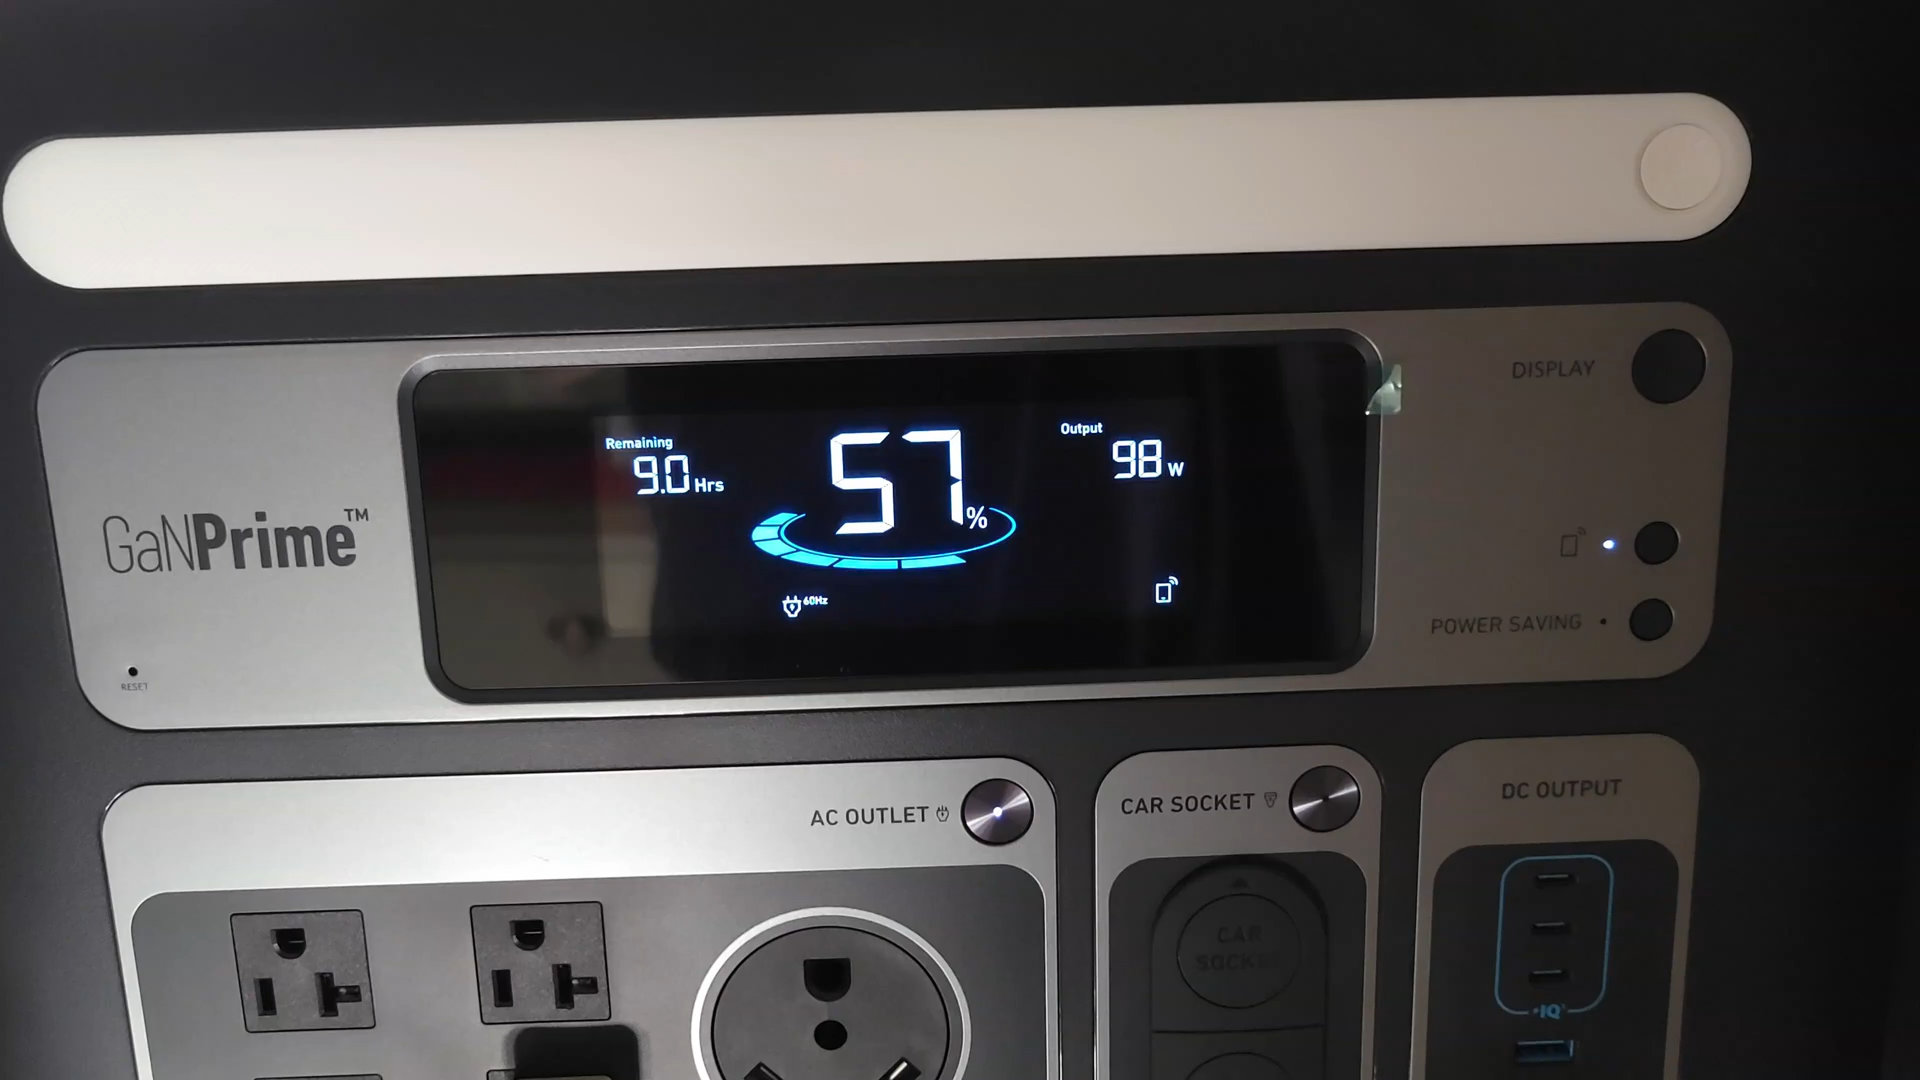 Remaining
9.0 Hrs
57%
Output
98 W
60Hz
GaNPrime™
RESET
DISPLAY
POWER SAVING
AC OUTLET
CAR SOCKET
DC OUTPUT
CAR
SOCKET
IQ